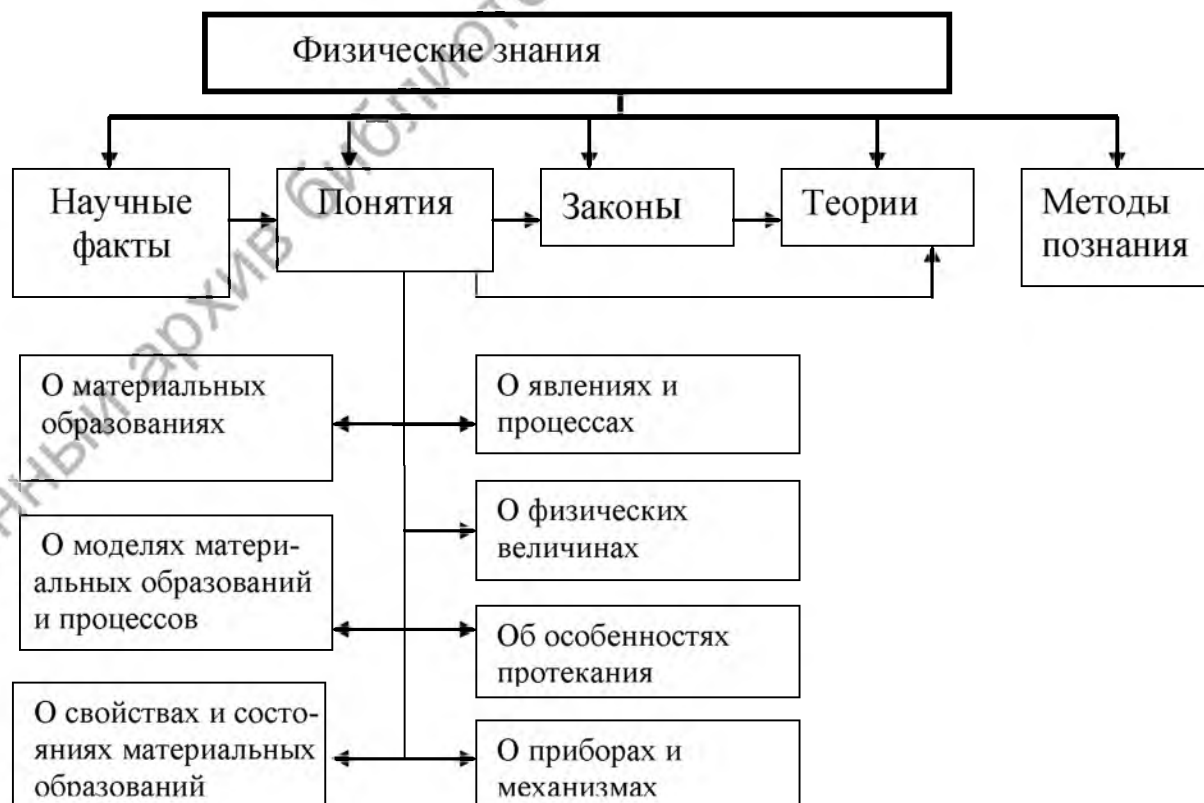 Физические знания
Научные
факты
Понятия
Законы
Теории
Методы
познания
О материальных
образованиях
О явлениях и
процессах
О физических
величинах
О моделях матери-
альных образований
и процессов
Об особенностях
протекания
О свойствах и состо-
яниях материальных
образований
О приборах и
механизмах
архив